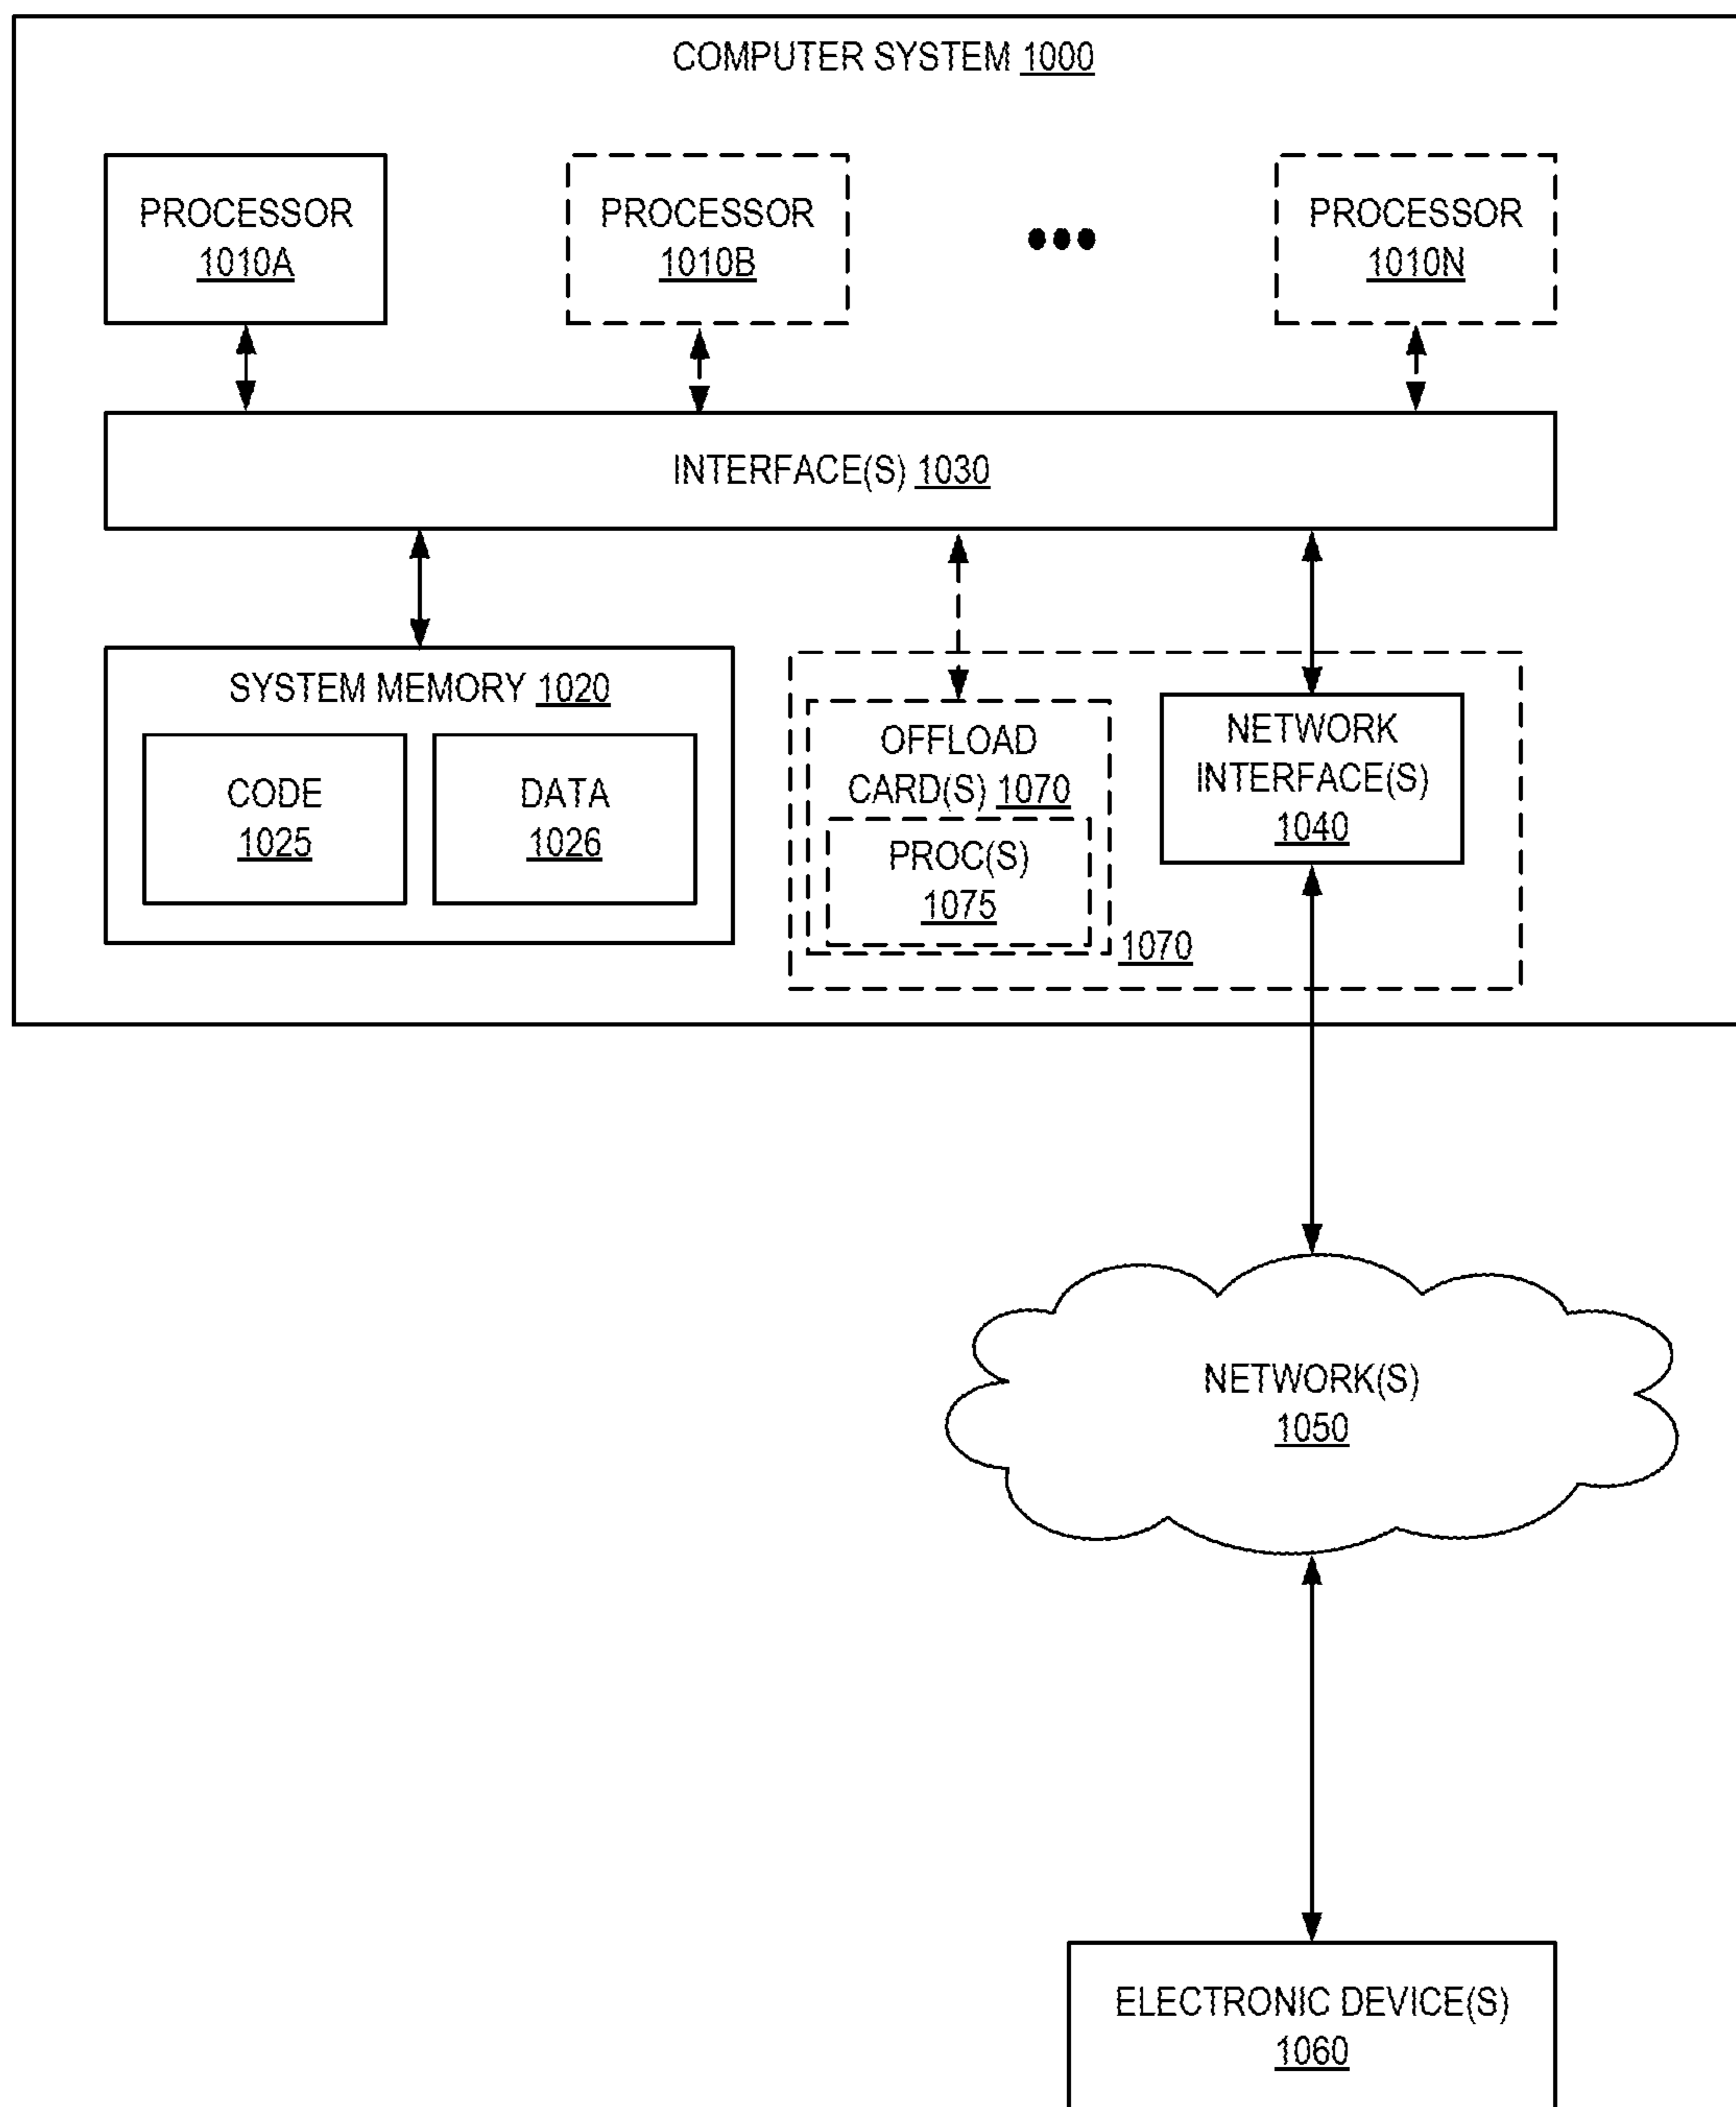 COMPUTER SYSTEM 1000
PROCESSOR
1010A
PROCESSOR
1010B
PROCESSOR
1010N
INTERFACE(S) 1030
SYSTEM MEMORY 1020
CODE
1025
DATA
1026
OFFLOAD
CARD(S) 1070
PROC(S)
1075
1070
NETWORK
INTERFACE(S)
1040
NETWORK(S)
1050
ELECTRONIC DEVICE(S)
1060